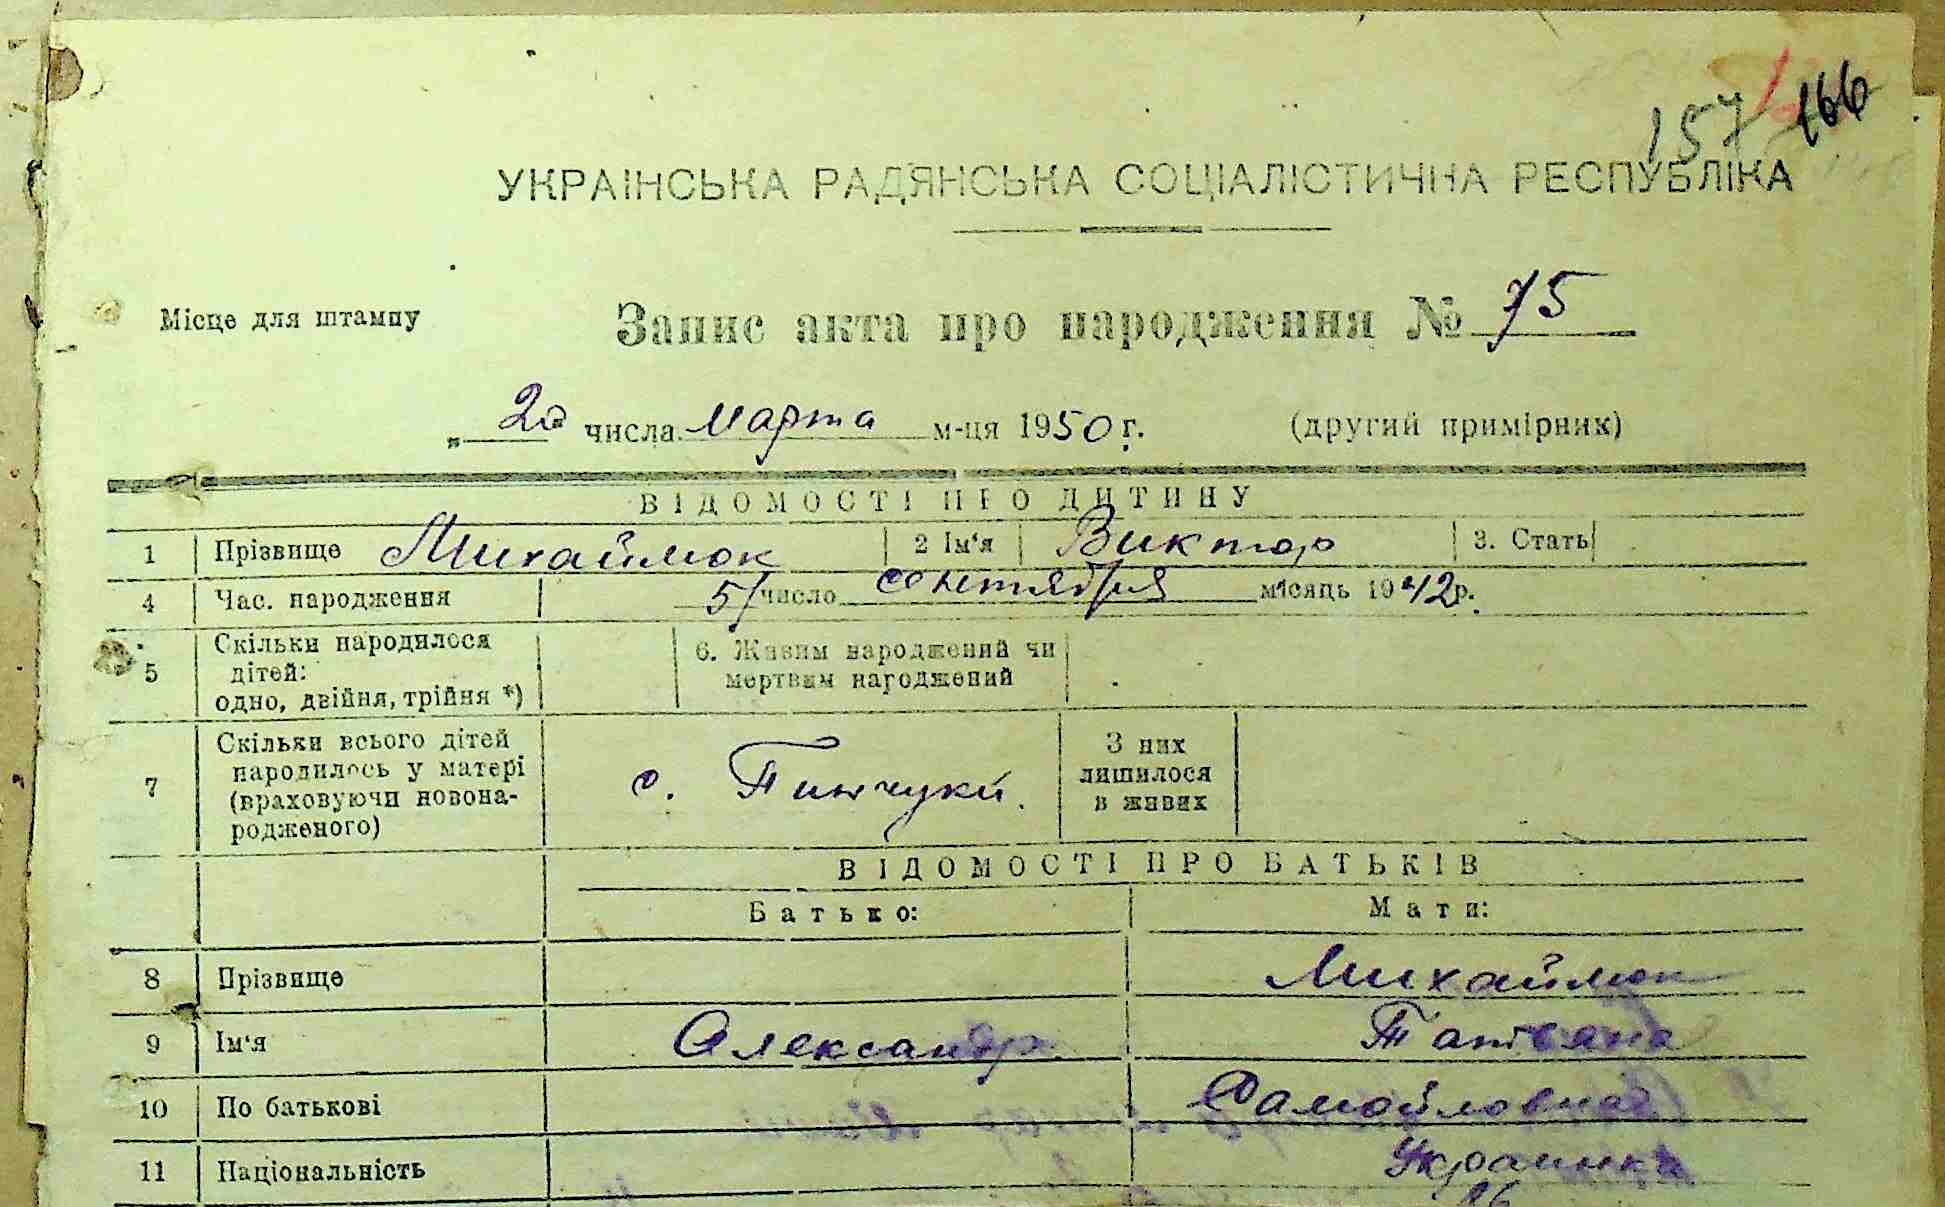 157 166
УКРАЇНСЬКА РАДЯНСЬКА СОЦІАЛІСТИЧНА РЕСПУБЛІКА
Місце для штампу
Запис акта про народження № 75
„ 20 " числа марта м-ця 1950 г. (другий примірник)
ВІДОМОСТІ ПРО ДИТИНУ
1 Прізвище Михаймюк 2 Ім'я Виктор 3. Стать
4 Час. народження 5/ число сентября місяць 1942р.
5 Скільки народилося дітей: одно, двійня, трійня *) 6. Живим народжений чи мертвим народжений
7 Скільки всього дітей народилось у матері (враховуючи новонародженого) с. Пинчуки. З них лишилося в живих
ВІДОМОСТІ ПРО БАТЬКІВ
Батько: Мати:
8 Прізвище Михаймюк
9 Ім'я Александр Татьяна
10 По батькові Самойловна
11 Національність Украинка
26